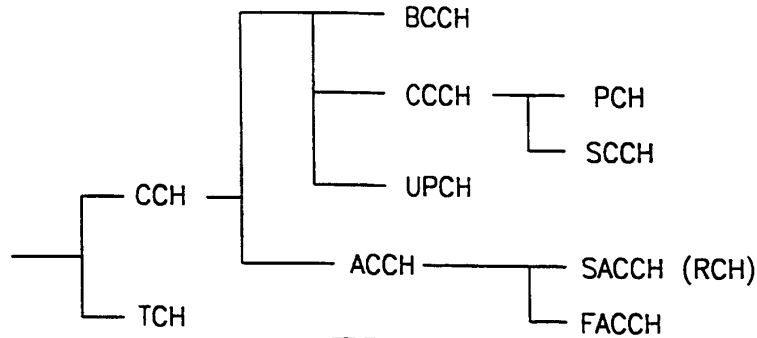 BCCH
CCCH PCH
SCCH
CCH UPCH
ACCH SACCH (RCH)
TCH FACCH